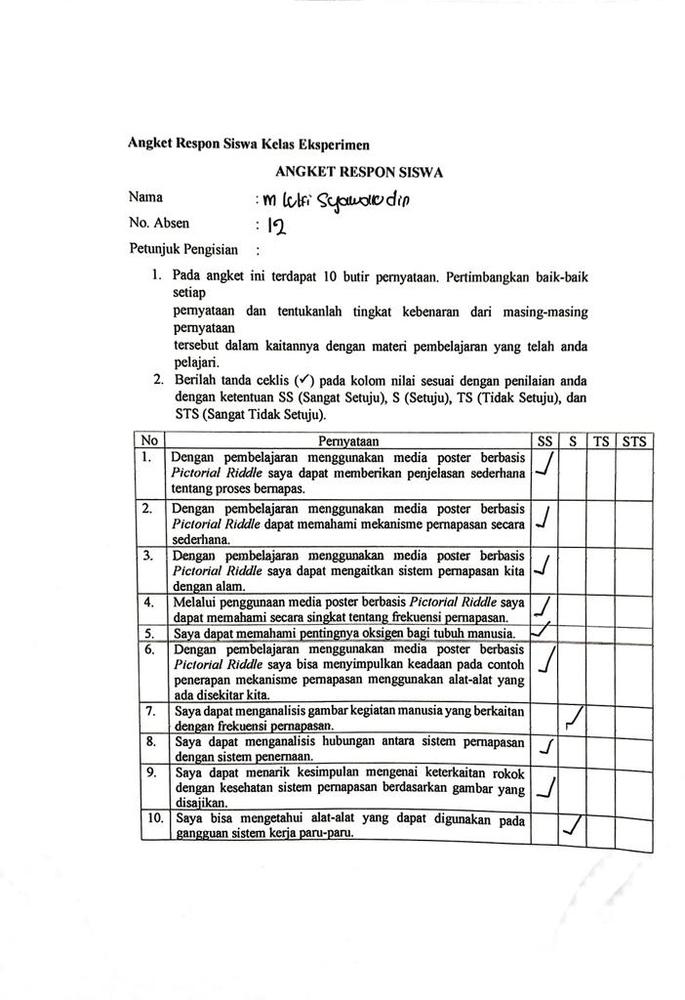 Angket Respon Siswa Kelas Eksperimen
ANGKET RESPON SISWA
Nama : M
No. Absen : 12
Petunjuk Pengisian :
1. Pada angket ini terdapat 10 butir pernyataan. Pertimbangkan baik-baik
setiap
pernyataan dan tentukanlah tingkat kebenaran dari masing-masing
pernyataan
tersebut dalam kaitannya dengan materi pembelajaran yang telah anda
pelajari.
2. Berilah tanda ceklis (✓) pada kolom nilai sesuai dengan penilaian anda
dengan ketentuan SS (Sangat Setuju), S (Setuju), TS (Tidak Setuju), dan
STS (Sangat Tidak Setuju).
No Pernyataan SS S TS STS
1. Dengan pembelajaran menggunakan media poster berbasis ✓
Pictorial Riddle saya dapat memberikan penjelasan sederhana
tentang proses bernapas.
2. Dengan pembelajaran menggunakan media poster berbasis ✓
Pictorial Riddle dapat memahami mekanisme pernapasan secara
sederhana.
3. Dengan pembelajaran menggunakan media poster berbasis ✓
Pictorial Riddle saya dapat mengaitkan sistem pernapasan kita
dengan alam.
4. Melalui penggunaan media poster berbasis Pictorial Riddle saya ✓
dapat memahami secara singkat tentang frekuensi pernapasan.
5. Saya dapat memahami pentingnya oksigen bagi tubuh manusia. ✓
6. Dengan pembelajaran menggunakan media poster berbasis ✓
Pictorial Riddle saya bisa menyimpulkan keadaan pada contoh
penerapan mekanisme pernapasan menggunakan alat-alat yang
ada disekitar kita.
7. Saya dapat menganalisis gambar kegiatan manusia yang berkaitan ✓
dengan frekuensi pernapasan.
8. Saya dapat menganalisis hubungan antara sistem pernapasan ✓
dengan sistem penernaan.
9. Saya dapat menarik kesimpulan mengenai keterkaitan rokok ✓
dengan kesehatan sistem pernapasan berdasarkan gambar yang
disajikan.
10. Saya bisa mengetahui alat-alat yang dapat digunakan pada ✓
gangguan sistem kerja paru-paru.